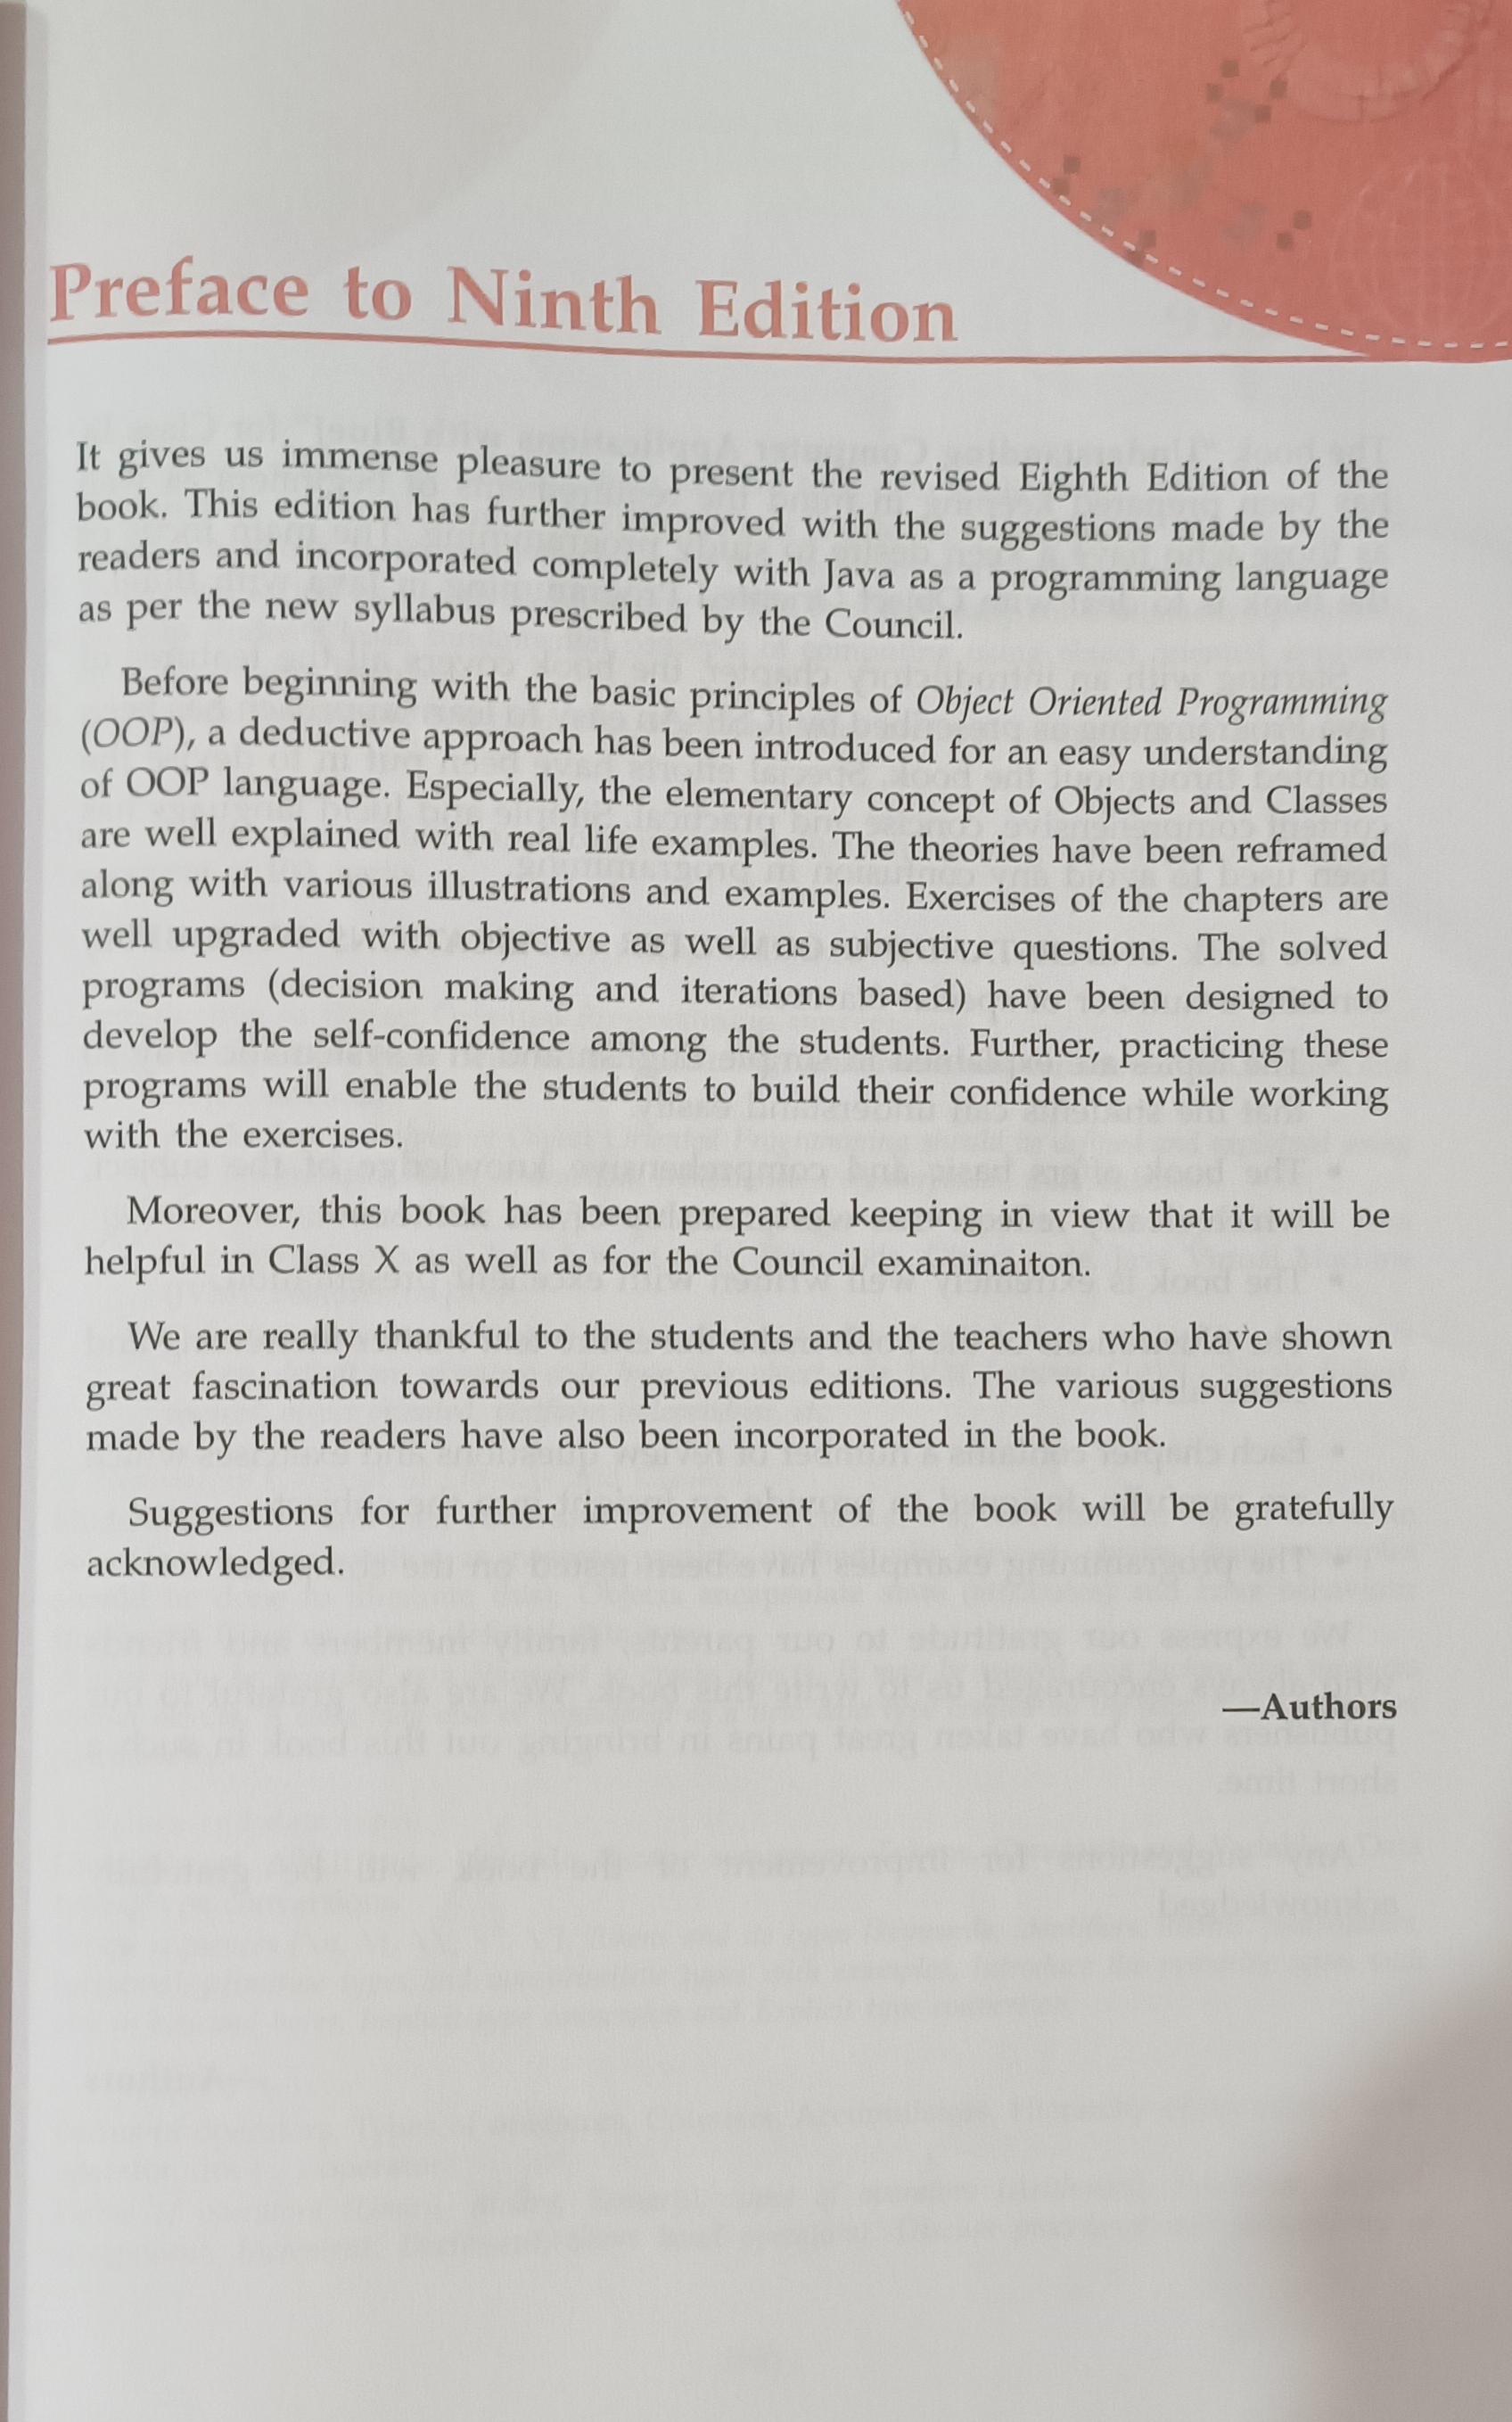 Preface to Ninth Edition
It gives us immense pleasure to present the revised Eighth Edition of the
book. This edition has further improved with the suggestions made by the
readers and incorporated completely with Java as a programming language
as per the new syllabus prescribed by the Council.
Before beginning with the basic principles of Object Oriented Programming
(OOP), a deductive approach has been introduced for an easy understanding
of OOP language. Especially, the elementary concept of Objects and Classes
are well explained with real life examples. The theories have been reframed
along with various illustrations and examples. Exercises of the chapters are
well upgraded with objective as well as subjective questions. The solved
programs (decision making and iterations based) have been designed to
develop the self-confidence among the students. Further, practicing these
programs will enable the students to build their confidence while working
with the exercises.
Moreover, this book has been prepared keeping in view that it will be
helpful in Class X as well as for the Council examinaiton.
We are really thankful to the students and the teachers who have shown
great fascination towards our previous editions. The various suggestions
made by the readers have also been incorporated in the book.
Suggestions for further improvement of the book will be gratefully
acknowledged.
—Authors